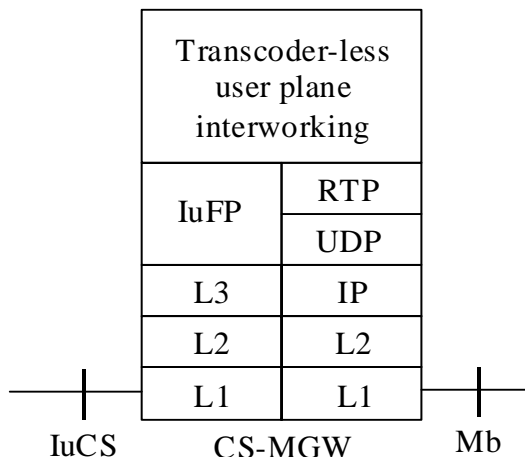 Transcoder-less
user plane
interworking
IuFP
RTP
UDP
L3
IP
L2
L2
L1
L1
IuCS
CS-MGW
Mb